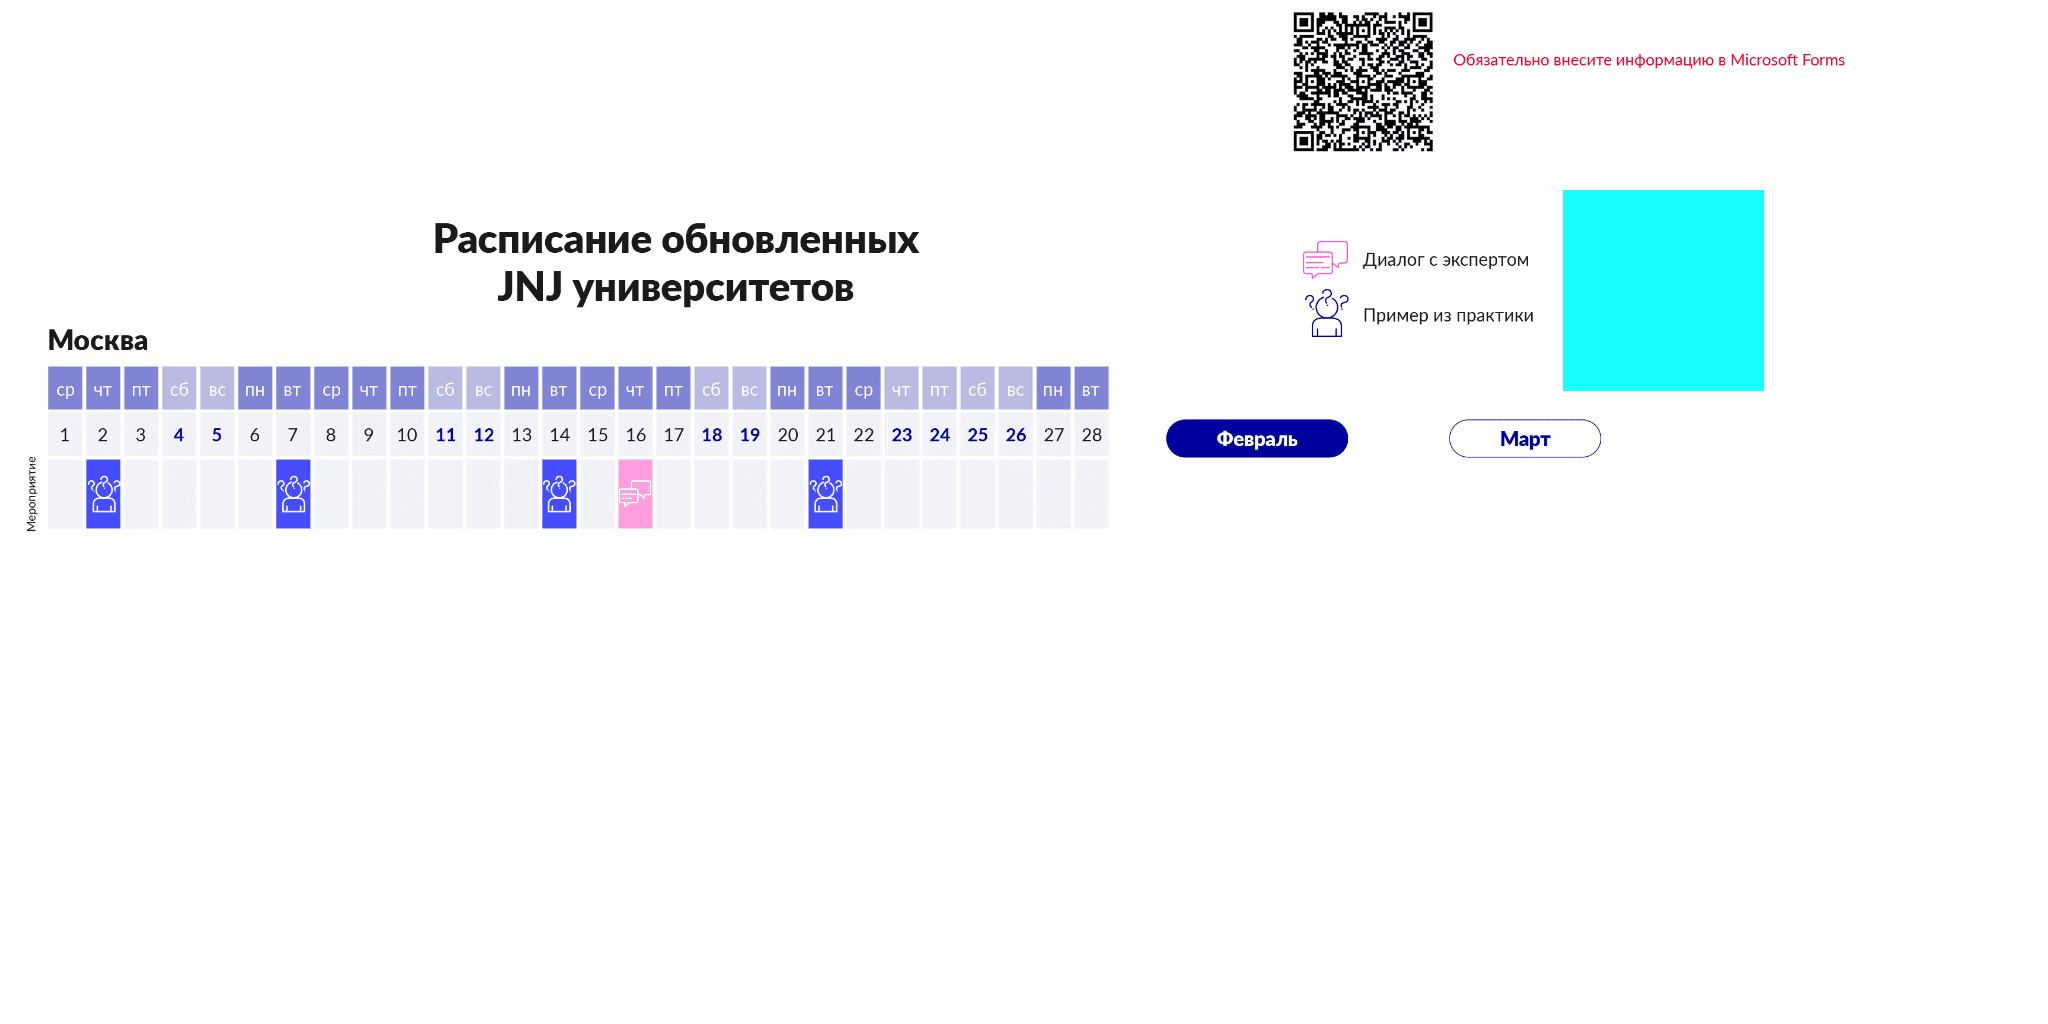 Обязательно внесите информацию в Microsoft Forms
Расписание обновленных
JNJ университетов
Диалог с экспертом
Пример из практики
Москва
ср чт пт сб вс пн вт ср чт пт сб вс пн вт ср чт пт сб вс пн вт ср чт пт сб вс пн вт
1 2 3 4 5 6 7 8 9 10 11 12 13 14 15 16 17 18 19 20 21 22 23 24 25 26 27 28
Мероприятие
Февраль
Март